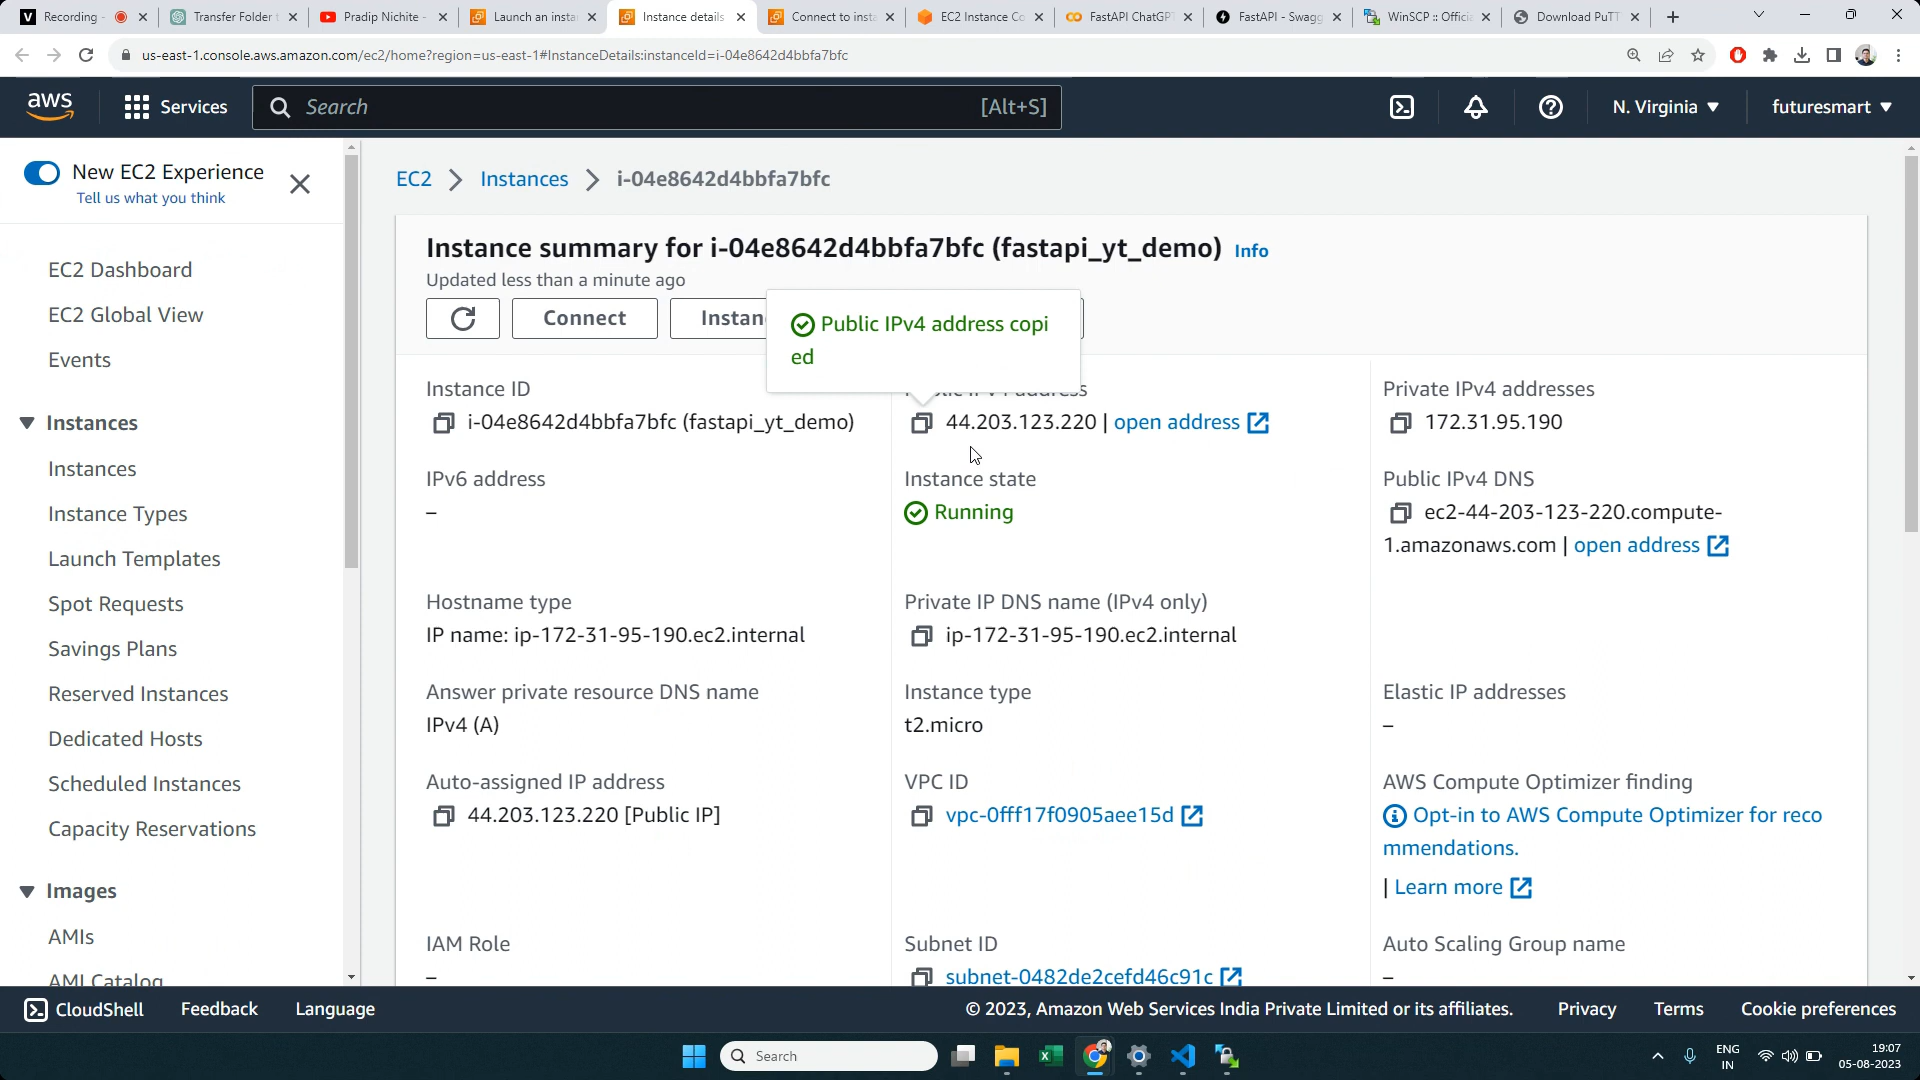 Recording -
Transfer Folder t
Pradip Nichite -
Launch an insta
Instance details
Connect to insta
EC2 Instance Co
FastAPI ChatGP
FastAPI - Swagg
WinSCP :: Offici
Download PuTT
us-east-1.console.aws.amazon.com/ec2/home?region=us-east-1#InstanceDetails:instanceId=i-04e8642d4bbfa7bfc
aws
Services
Search
[Alt+S]
N. Virginia
futuresmart
New EC2 Experience
Tell us what you think
EC2 Dashboard
EC2 Global View
Events
Instances
Instances
Instance Types
Launch Templates
Spot Requests
Savings Plans
Reserved Instances
Dedicated Hosts
Scheduled Instances
Capacity Reservations
Images
AMIs
AMI Catalog
EC2 > Instances > i-04e8642d4bbfa7bfc
Instance summary for i-04e8642d4bbfa7bfc (fastapi_yt_demo) Info
Updated less than a minute ago
Connect
Instan
Public IPv4 address copi
ed
Instance ID
i-04e8642d4bbfa7bfc (fastapi_yt_demo)
44.203.123.220 | open address
Private IPv4 addresses
172.31.95.190
IPv6 address
–
Instance state
Running
Public IPv4 DNS
ec2-44-203-123-220.compute-
1.amazonaws.com | open address
Hostname type
IP name: ip-172-31-95-190.ec2.internal
Private IP DNS name (IPv4 only)
ip-172-31-95-190.ec2.internal
Answer private resource DNS name
IPv4 (A)
Instance type
t2.micro
Elastic IP addresses
–
Auto-assigned IP address
44.203.123.220 [Public IP]
VPC ID
vpc-0fff17f0905aee15d
AWS Compute Optimizer finding
Opt-in to AWS Compute Optimizer for reco
mmendations.
| Learn more
IAM Role
–
Subnet ID
subnet-0482de2cefd46c91c
Auto Scaling Group name
–
CloudShell
Feedback
Language
© 2023, Amazon Web Services India Private Limited or its affiliates.
Privacy
Terms
Cookie preferences
Search
ENG
IN
19:07
05-08-2023